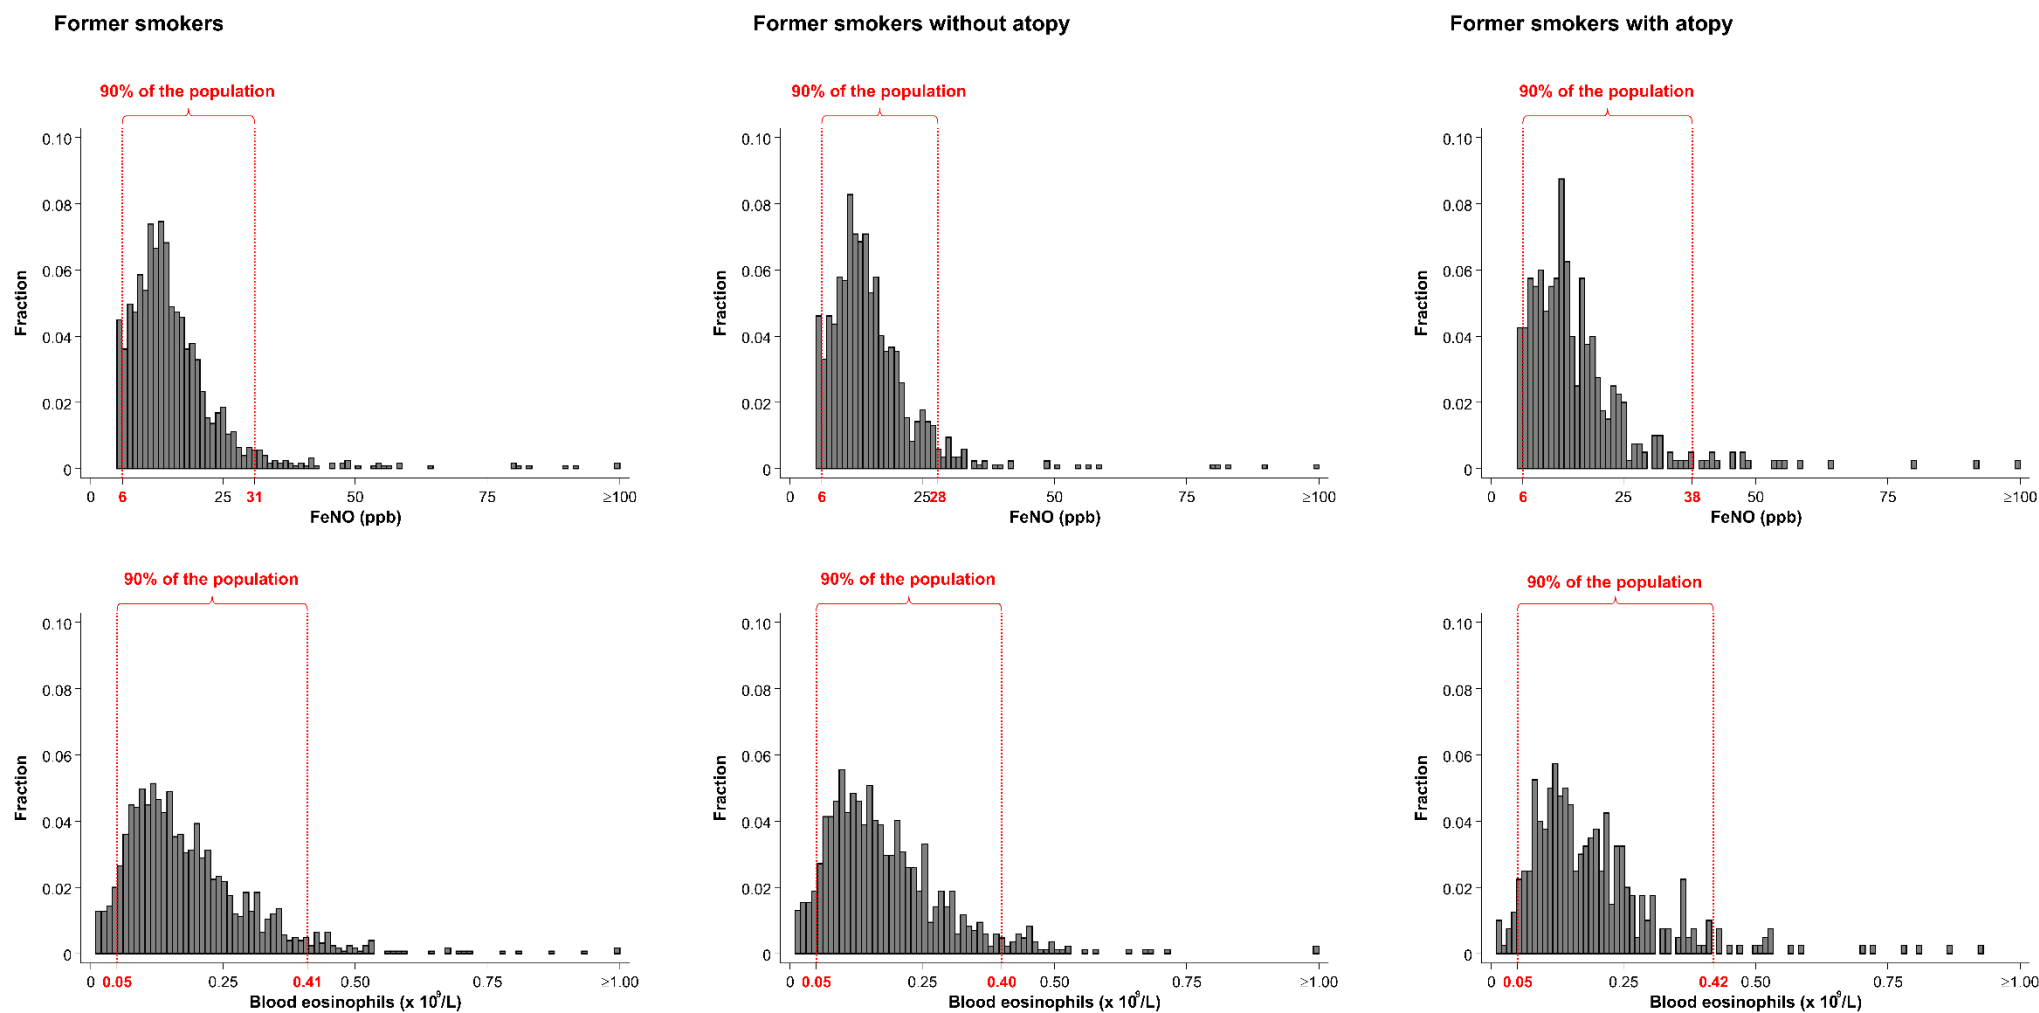 Former smokers
Former smokers without atopy
Former smokers with atopy
90% of the population
90% of the population
90% of the population
0.10
0.08
0.06
0.04
0.02
0
Fraction
0 6 25 31 50 75 ≥100
FeNO (ppb)
0.10
0.08
0.06
0.04
0.02
0
Fraction
0 6 25 28 50 75 ≥100
FeNO (ppb)
0.10
0.08
0.06
0.04
0.02
0
Fraction
0 6 25 38 50 75 ≥100
FeNO (ppb)
90% of the population
90% of the population
90% of the population
0.10
0.08
0.06
0.04
0.02
0
Fraction
0 0.05 0.25 0.41 0.50 0.75 ≥1.00
Blood eosinophils (x 10⁹/L)
0.10
0.08
0.06
0.04
0.02
0
Fraction
0 0.05 0.25 0.40 0.50 0.75 ≥1.00
Blood eosinophils (x 10⁹/L)
0.10
0.08
0.06
0.04
0.02
0
Fraction
0 0.05 0.25 0.42 0.50 0.75 ≥1.00
Blood eosinophils (x 10⁹/L)